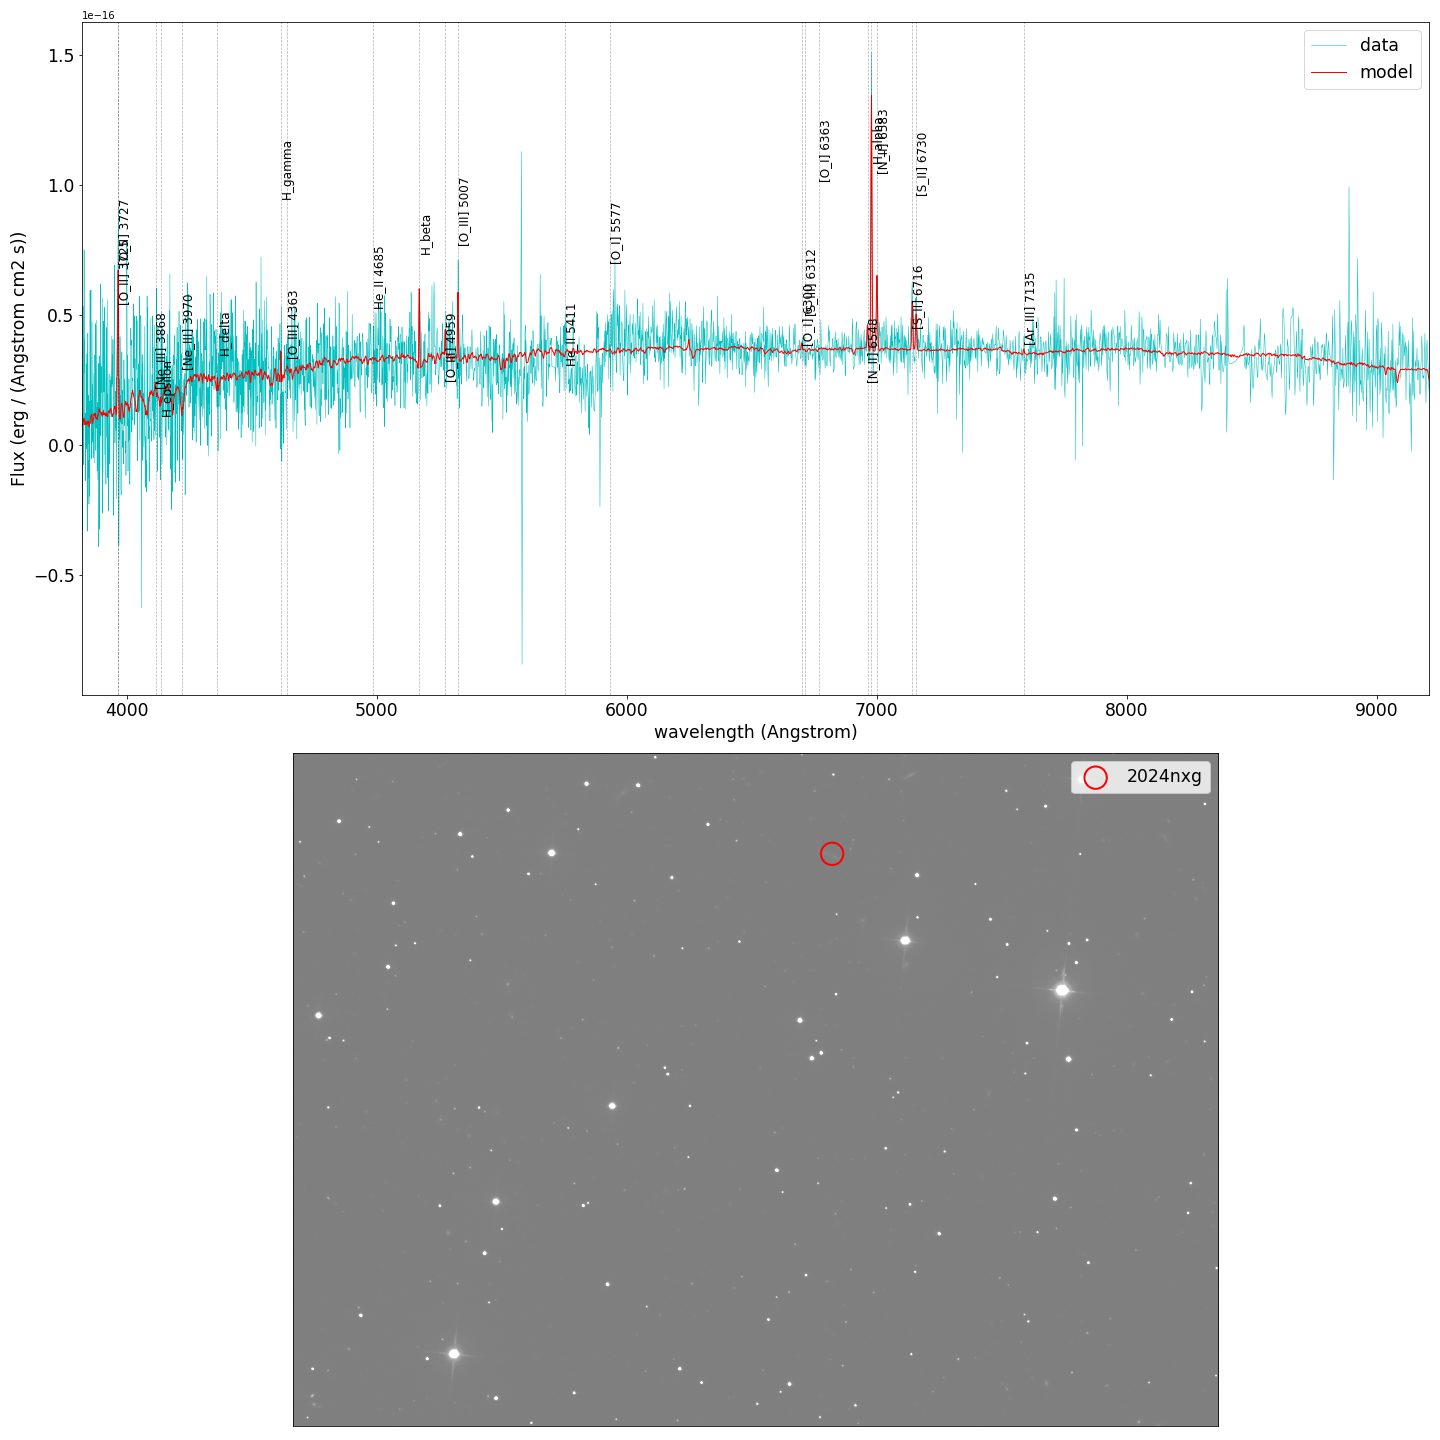 1e−16
data
model
1.5
1.0
0.5
0.0
−0.5
Flux (erg / (Angstrom cm2 s))
[O_II] 3727
[Ne_III] 3868
H_epsilon
[Ne_III] 3970
H_delta
H_gamma
[O_III] 4363
He_II 4685
H_beta
[O_III] 4959
[O_III] 5007
He_II 5411
[O_I] 5577
[O_I] 6300
[S_III] 6312
[O_I] 6363
[N_II] 6548
H_alpha
[N_II] 6583
[S_II] 6716
[S_II] 6730
[Ar_III] 7135
4000
5000
6000
7000
8000
9000
wavelength (Angstrom)
2024nxg